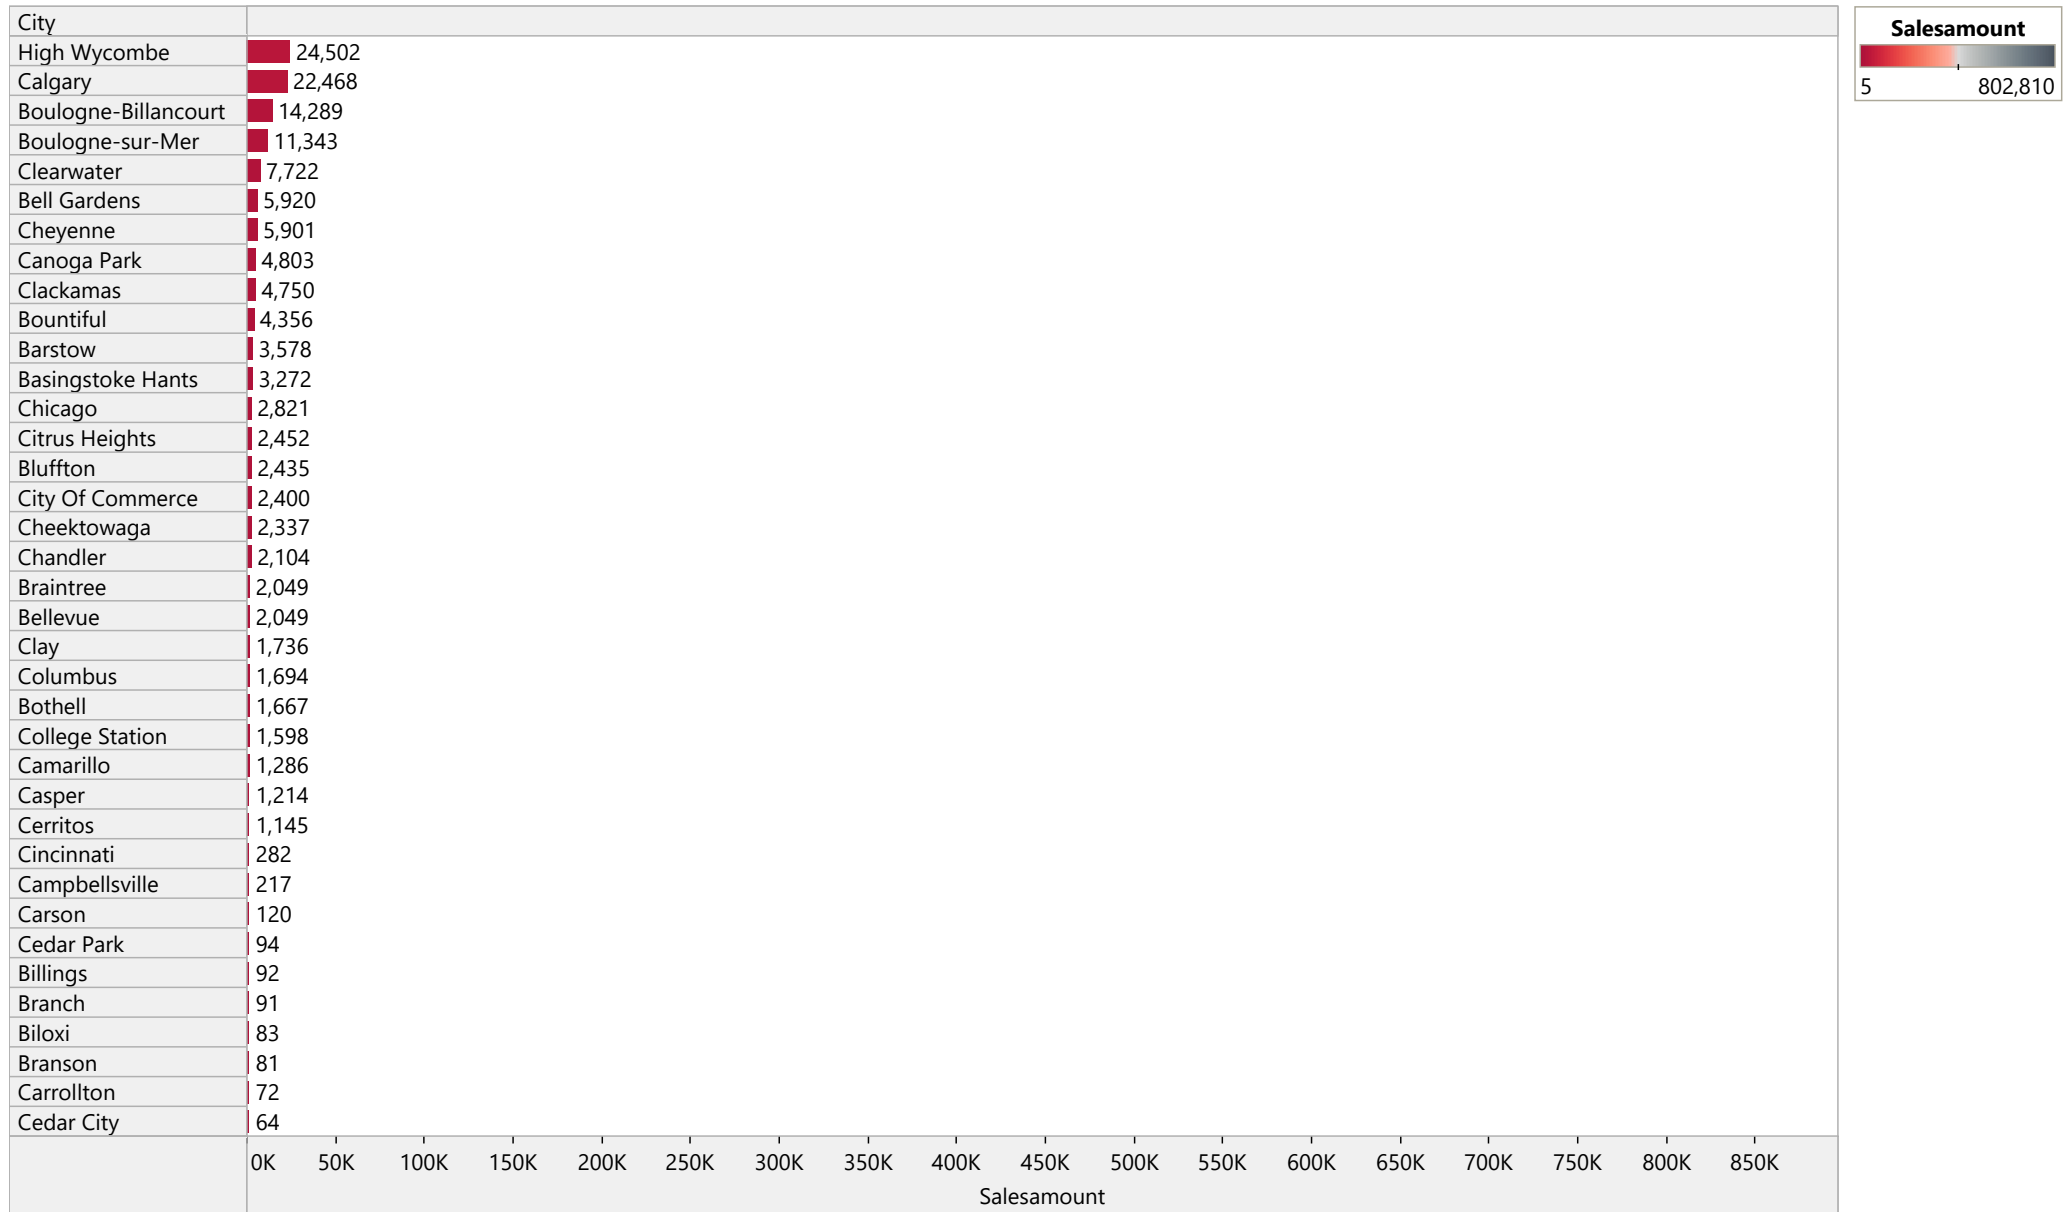 City
High Wycombe 24,502
Calgary 22,468
Boulogne-Billancourt 14,289
Boulogne-sur-Mer 11,343
Clearwater 7,722
Bell Gardens 5,920
Cheyenne 5,901
Canoga Park 4,803
Clackamas 4,750
Bountiful 4,356
Barstow 3,578
Basingstoke Hants 3,272
Chicago 2,821
Citrus Heights 2,452
Bluffton 2,435
City Of Commerce 2,400
Cheektowaga 2,337
Chandler 2,104
Braintree 2,049
Bellevue 2,049
Clay 1,736
Columbus 1,694
Bothell 1,667
College Station 1,598
Camarillo 1,286
Casper 1,214
Cerritos 1,145
Cincinnati 282
Campbellsville 217
Carson 120
Cedar Park 94
Billings 92
Branch 91
Biloxi 83
Branson 81
Carrollton 72
Cedar City 64
0K 50K 100K 150K 200K 250K 300K 350K 400K 450K 500K 550K 600K 650K 700K 750K 800K 850K
Salesamount
Salesamount
5 802,810